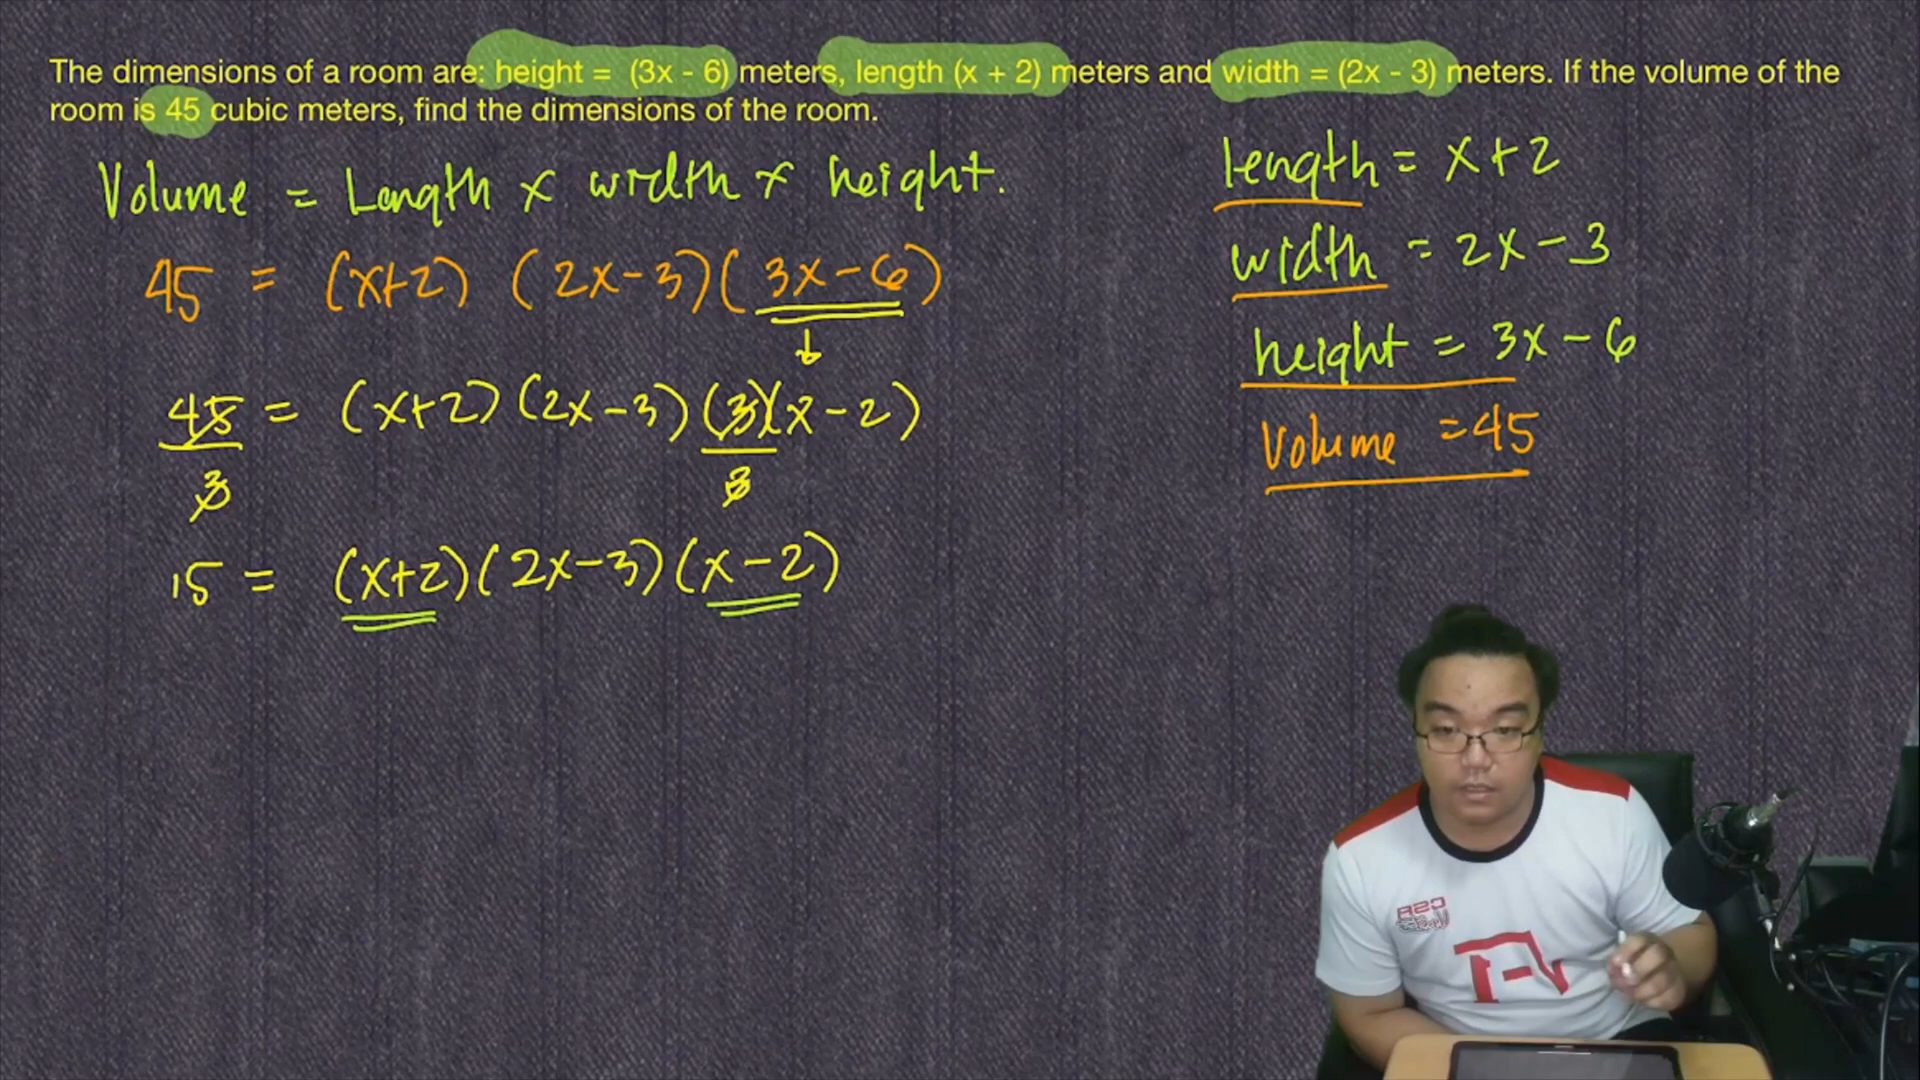 The dimensions of a room are: height = (3x - 6) meters, length (x + 2) meters and width = (2x - 3) meters. If the volume of the
room is 45 cubic meters, find the dimensions of the room.
Volume = Length x width x height.
45 = (x+2) (2x-3)(3x-6)
45 = (x+2)(2x-3)(3)(x-2)
3 3
15 = (x+2)(2x-3)(x-2)
length = x+2
width = 2x-3
height = 3x-6
Volume = 45